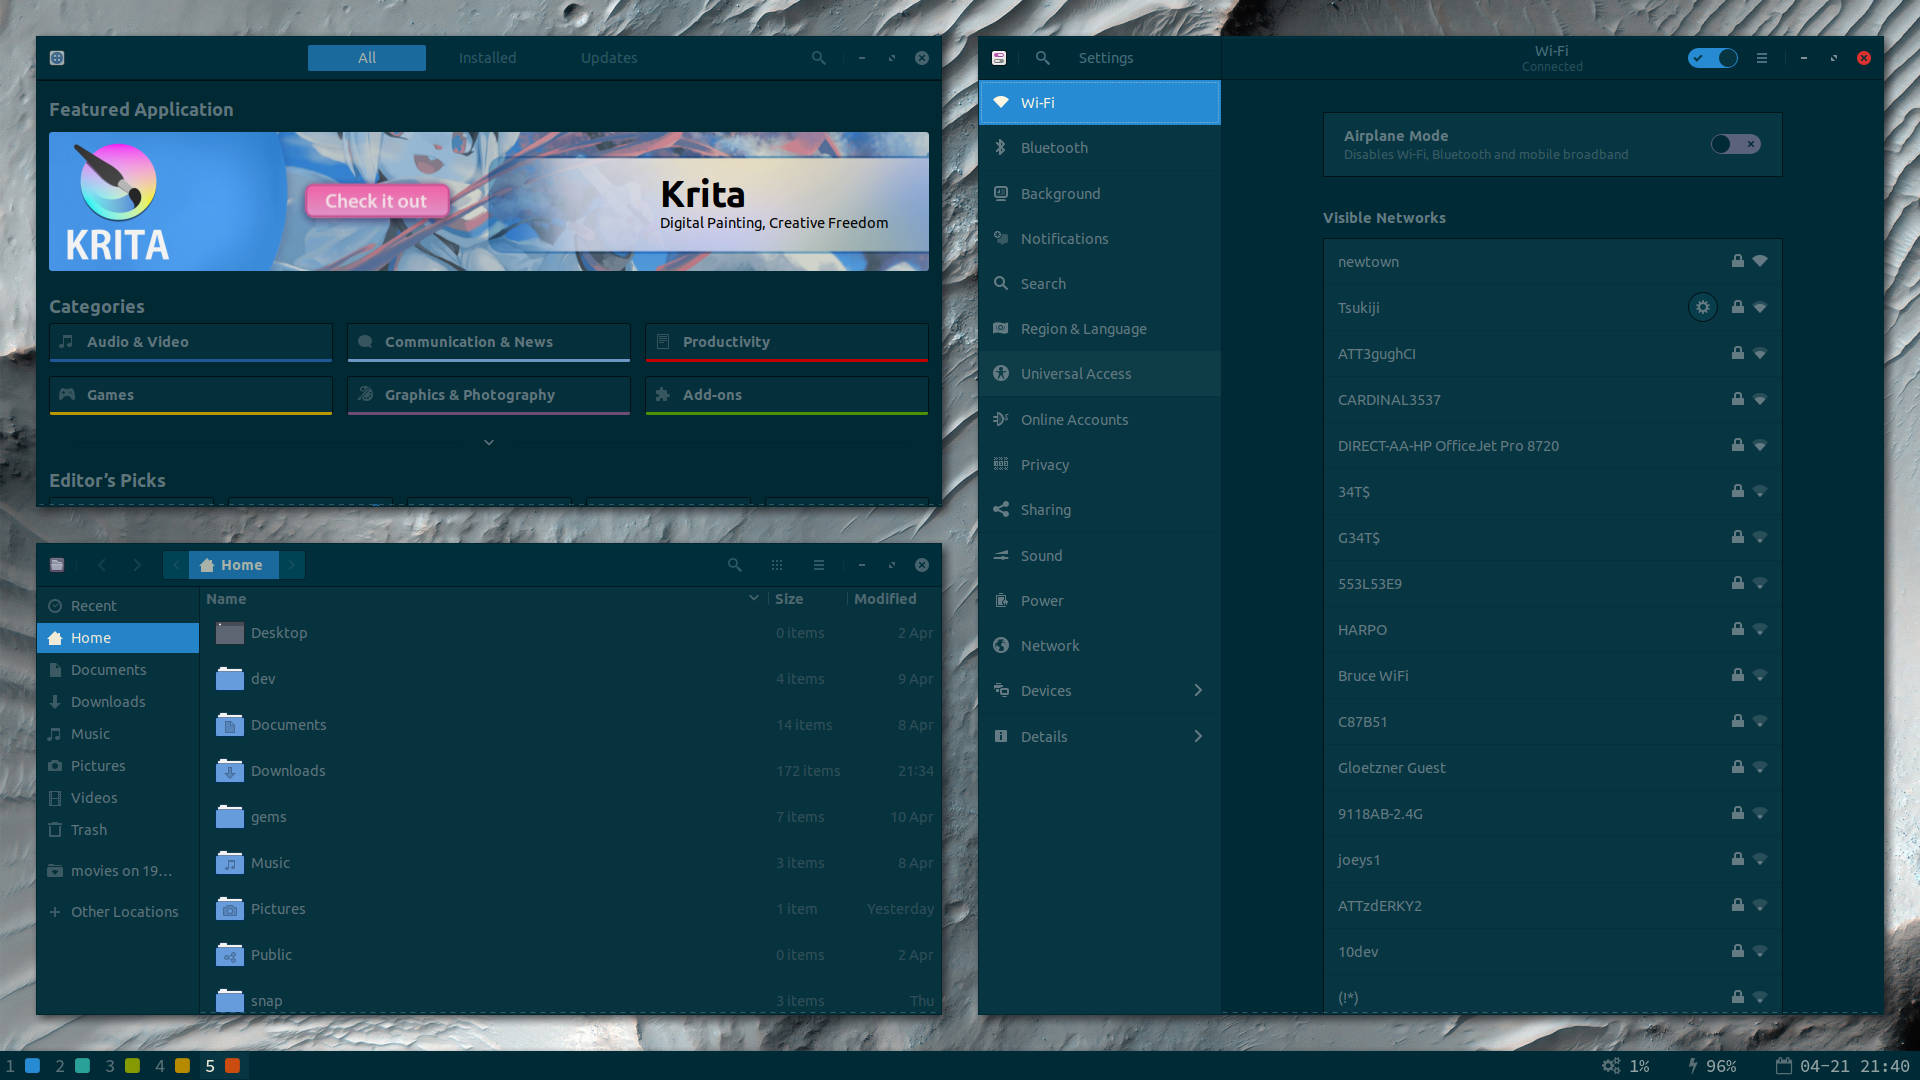 All Installed Updates
Featured Application
KRITA
Check it out
Krita
Digital Painting, Creative Freedom
Categories
Audio & Video
Communication & News
Productivity
Games
Graphics & Photography
Add-ons
Editor’s Picks
Home
Recent
Home
Documents
Downloads
Music
Pictures
Videos
Trash
movies on 19...
Other Locations
Name Size Modified
Desktop 0 items 2 Apr
dev 4 items 9 Apr
Documents 14 items 8 Apr
Downloads 172 items 21:34
gems 7 items 10 Apr
Music 3 items 8 Apr
Pictures 1 item Yesterday
Public 0 items 2 Apr
snap 3 items Thu
Settings
Wi-Fi
Connected
Wi-Fi
Bluetooth
Background
Notifications
Search
Region & Language
Universal Access
Online Accounts
Privacy
Sharing
Sound
Power
Network
Devices
Details
Airplane Mode
Disables Wi-Fi, Bluetooth and mobile broadband
Visible Networks
newtown
Tsukiji
ATT3gughCI
CARDINAL3537
DIRECT-AA-HP OfficeJet Pro 8720
34T$
G34T$
553L53E9
HARPO
Bruce WiFi
C87B51
Gloetzner Guest
9118AB-2.4G
joeys1
ATTzdERKY2
10dev
(!*)
1 2 3 4 5
1% 96% 04-21 21:40